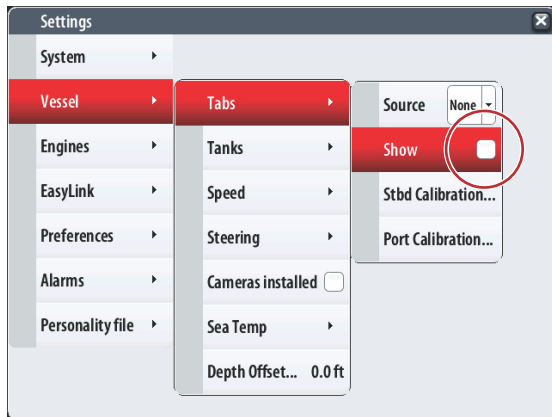 Settings
System
Vessel
Engines
EasyLink
Preferences
Alarms
Personality file
Tabs
Tanks
Speed
Steering
Cameras installed
Sea Temp
Depth Offset... 0.0 ft
Source None
Show
Stbd Calibration...
Port Calibration...